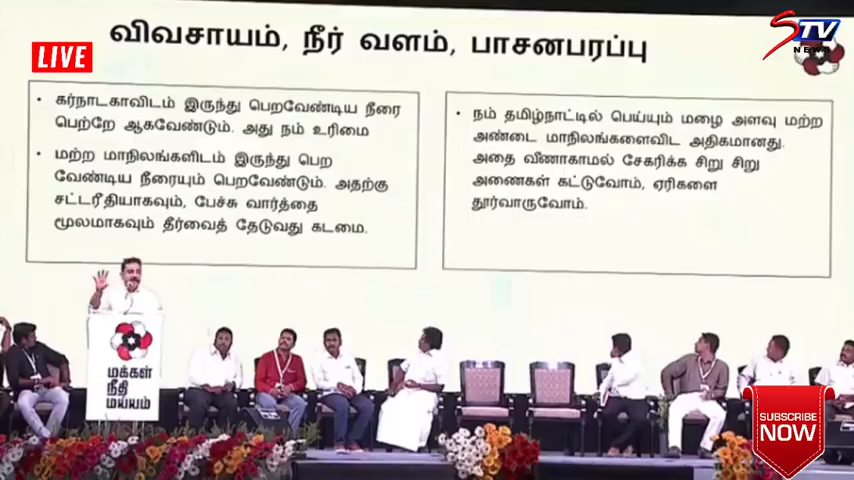 விவசாயம், நீர் வளம், பாசனபரப்பு
LIVE
STV
NEWS
• கர்நாடகாவிடம் இருந்து பெறவேண்டிய நீரை
பெற்றே ஆகவேண்டும். அது நம் உரிமை
• மற்ற மாநிலங்களிடம் இருந்து பெற
வேண்டிய நீரையும் பெறவேண்டும். அதற்கு
சட்டரீதியாகவும், பேச்சு வார்த்தை
மூலமாகவும் தீர்வைத் தேடுவது கடமை.
• நம் தமிழ்நாட்டில் பெய்யும் மழை அளவு மற்ற
அண்டை மாநிலங்களைவிட அதிகமானது.
அதை வீணாகாமல் சேகரிக்க சிறு சிறு
அணைகள் கட்டுவோம், ஏரிகளை
தூர்வாருவோம்.
மக்கள்
நீதி
மய்யம்
SUBSCRIBE
NOW